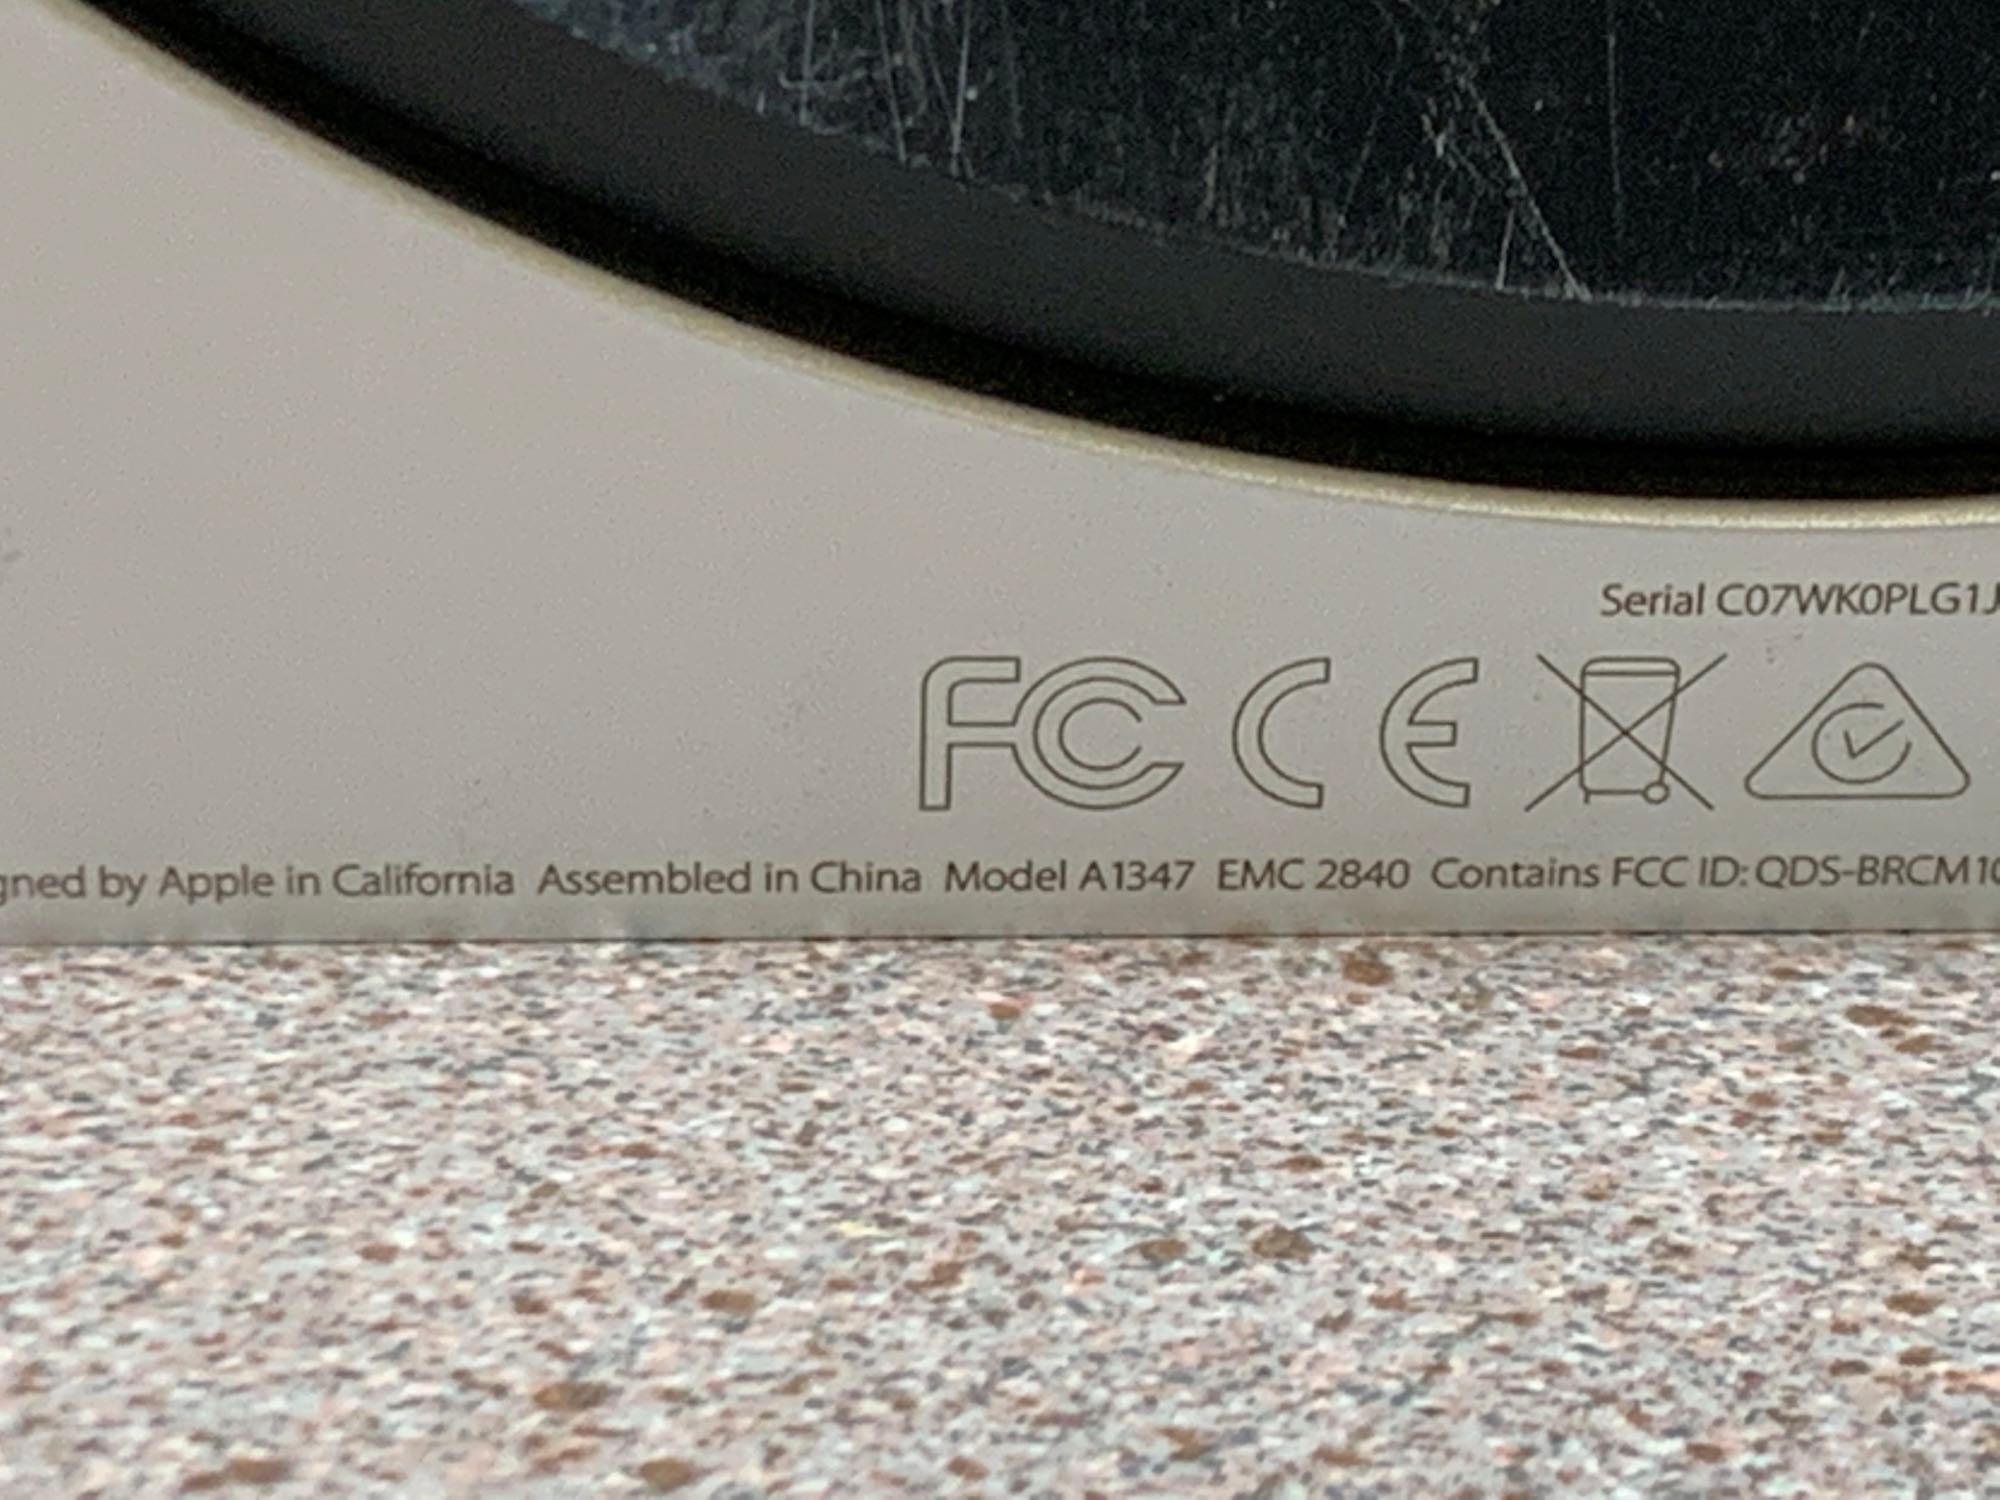 Serial C07WK0PLG1J
FC CE
gned by Apple in California Assembled in China Model A1347 EMC 2840 Contains FCC ID: QDS-BRCM10